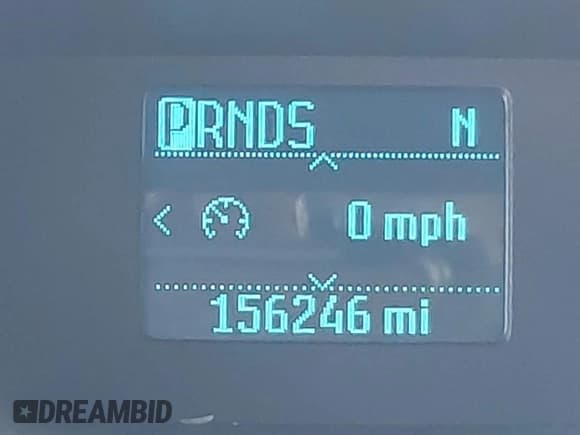 PRNDS N
< 0 mph
156246 mi
DREAMBID